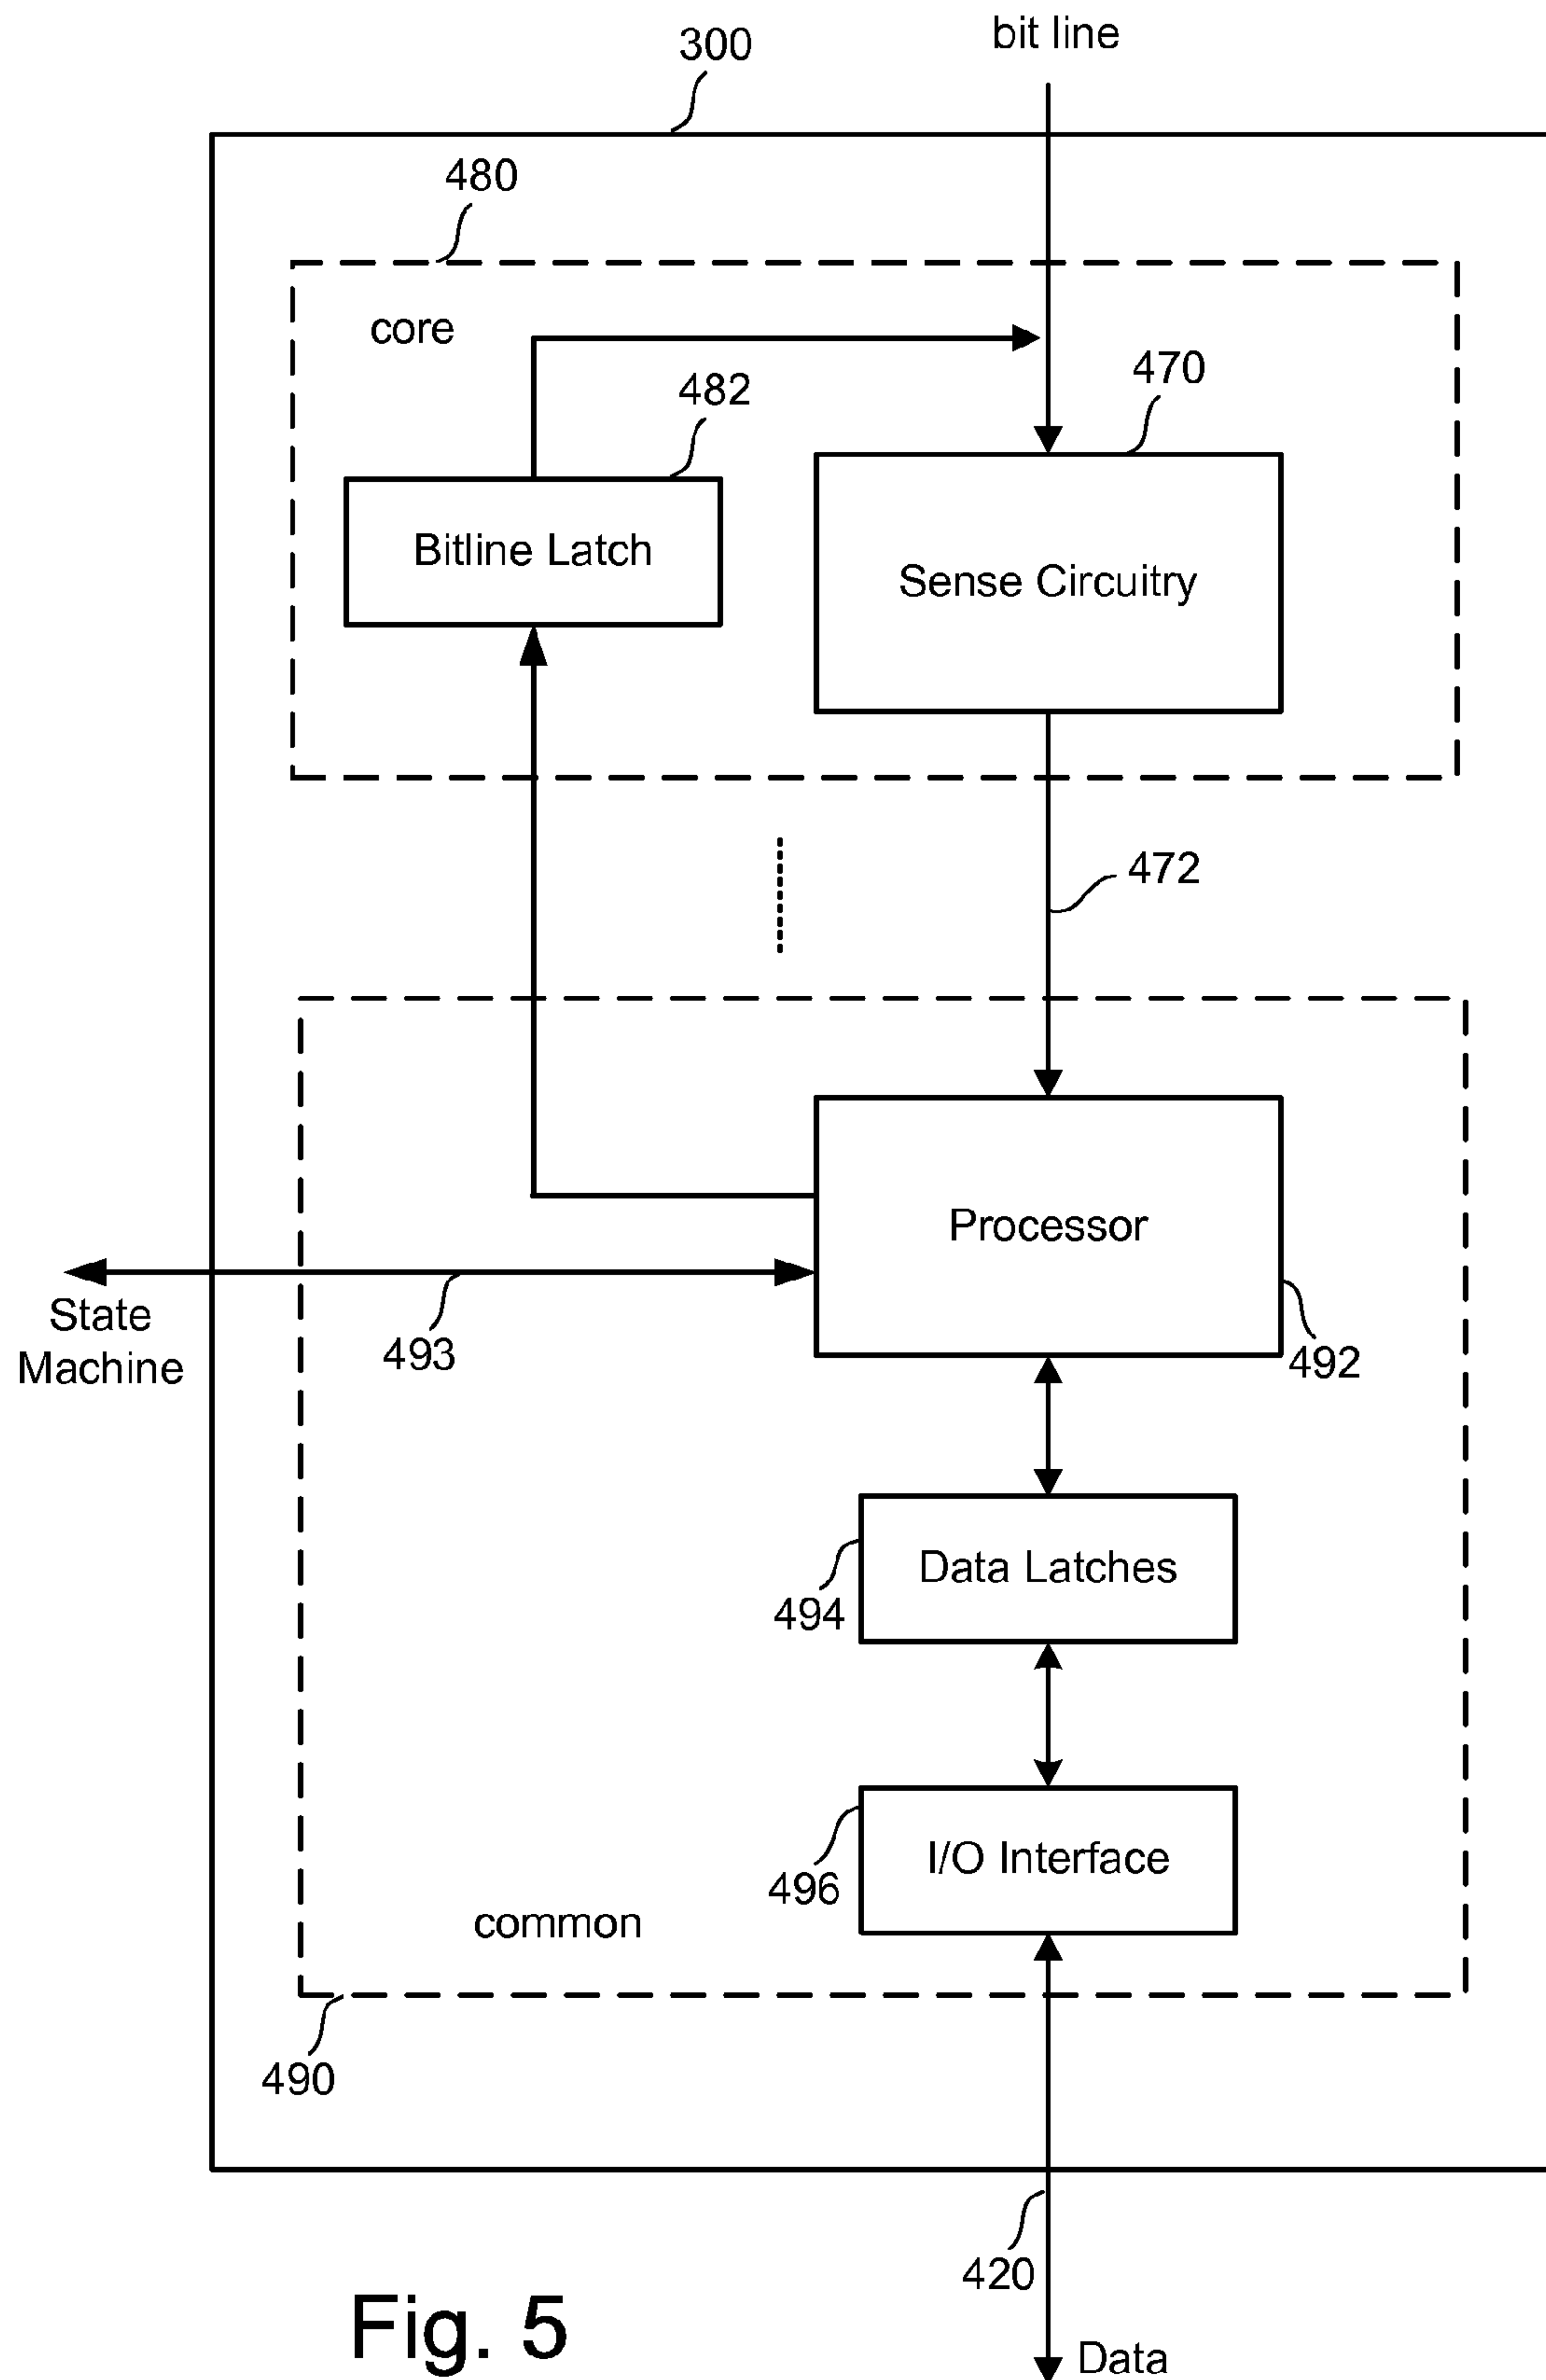 bit line
300
480
core
470
482
Bitline Latch
Sense Circuitry
472
Processor
State
Machine
493
492
Data Latches
494
I/O Interface
496
common
490
420
Fig. 5
Data